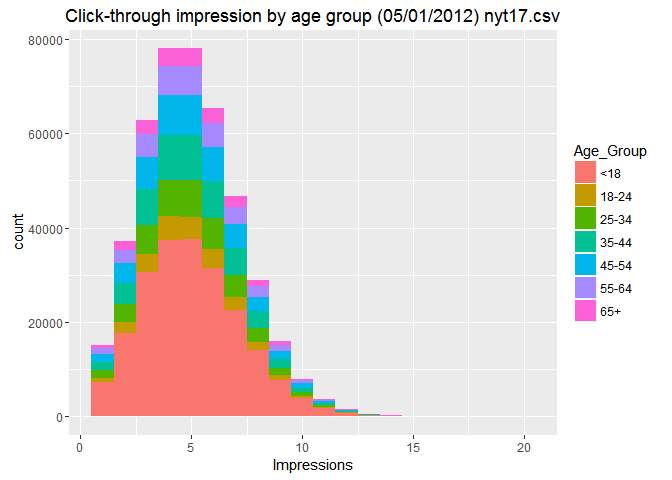 Click-through impression by age group (05/01/2012) nyt17.csv
80000
60000
40000
20000
0
count
0 5 10 15 20
Impressions
Age_Group
<18
18-24
25-34
35-44
45-54
55-64
65+